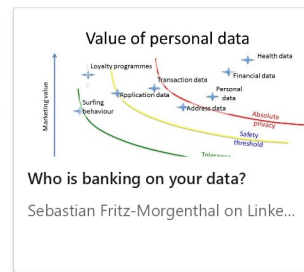 Value of personal data
Health data
Loyalty programmes
Financial data
Transaction data
Personal
data
Application data
Address data
Surfing
behaviour
Marketing value
Absolute
privacy
Safety
threshold
Tolerance
Who is banking on your data?
Sebastian Fritz-Morgenthal on Linke...